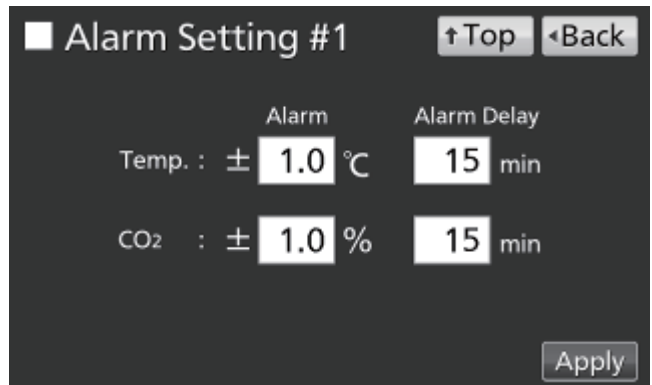 Alarm Setting #1 ↑Top ◂Back
Alarm Alarm Delay
Temp. : ± 1.0 ℃ 15 min
CO2 : ± 1.0 % 15 min
Apply